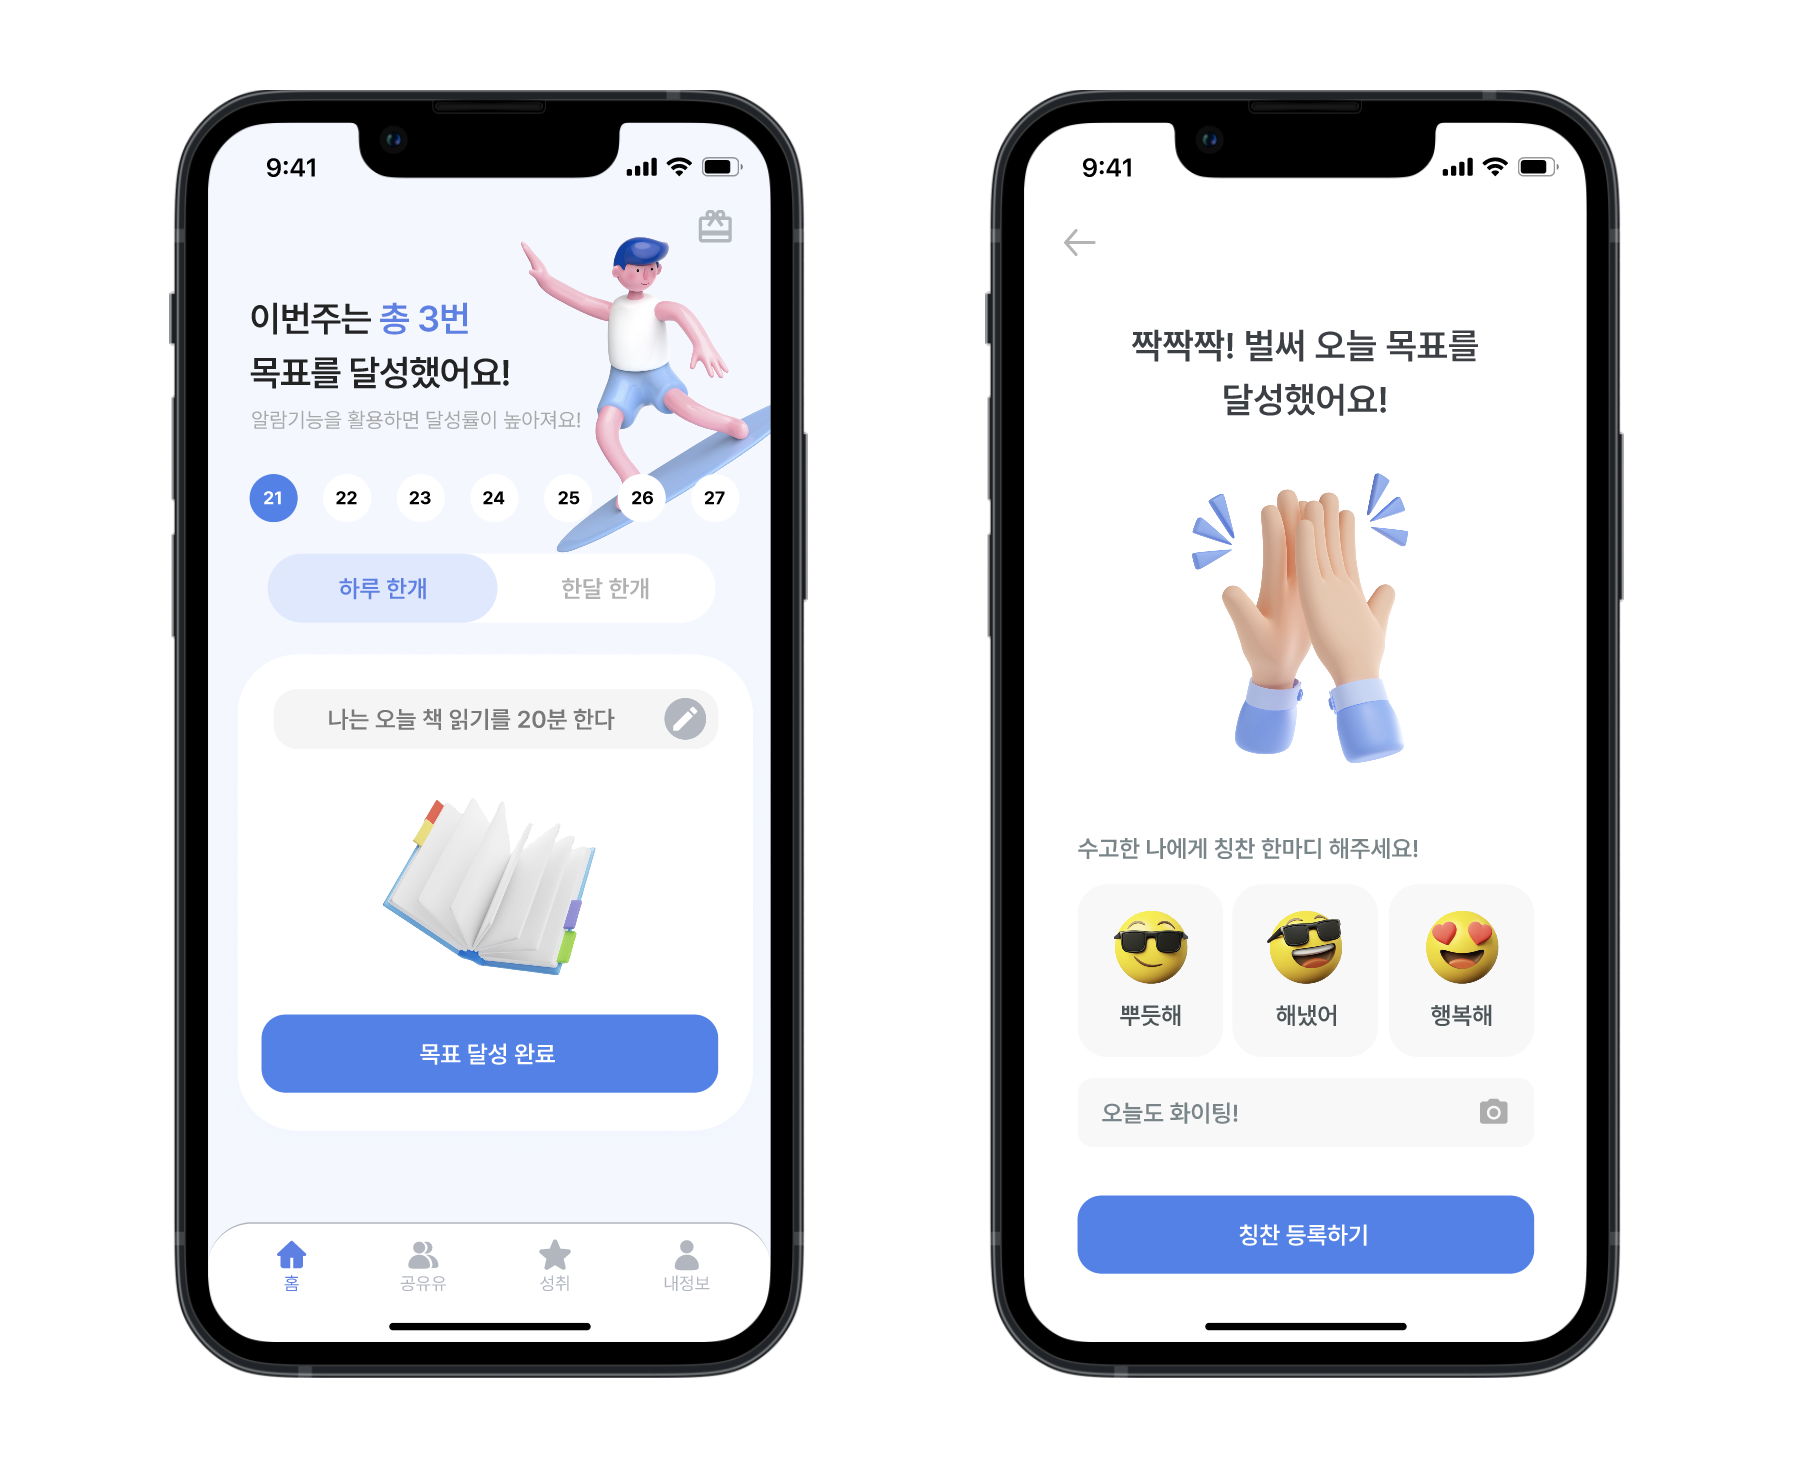 9:41
이번주는 총 3번
목표를 달성했어요!
알람기능을 활용하면 달성률이 높아져요!
21 22 23 24 25 26 27
하루 한개 한달 한개
나는 오늘 책 읽기를 20분 한다
목표 달성 완료
홈 공유유 성취 내정보
9:41
짝짝짝! 벌써 오늘 목표를
달성했어요!
수고한 나에게 칭찬 한마디 해주세요!
뿌듯해 해냈어 행복해
오늘도 화이팅!
칭찬 등록하기